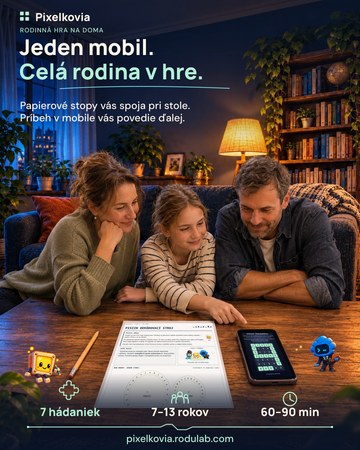 Pixelkovia
RODINNÁ HRA NA DOMA
Jeden mobil.
Celá rodina v hre.
Papierové stopy vás spoja pri stole.
Príbeh v mobile vás povedie ďalej.
7 hádaniek
7–13 rokov
60–90 min
pixelkovia.rodulab.com